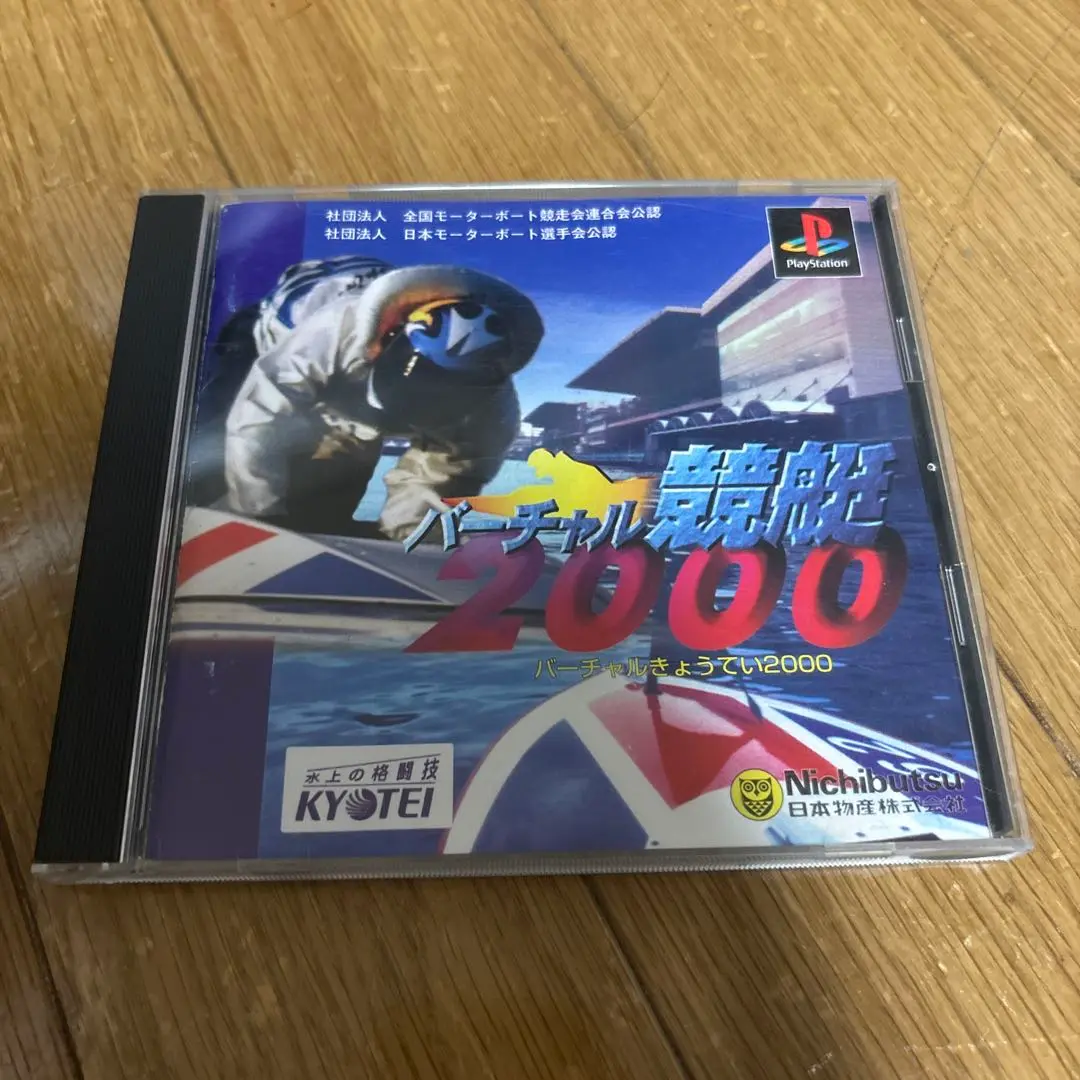 社団法人 全国モーターボート競走会連合会公認
社団法人 日本モーターボート選手会公認
PlayStation
バーチャル競艇
2000
バーチャルきょうてい2000
水上の格闘技
KYOTEI
Nichibutsu
日本物産株式会社